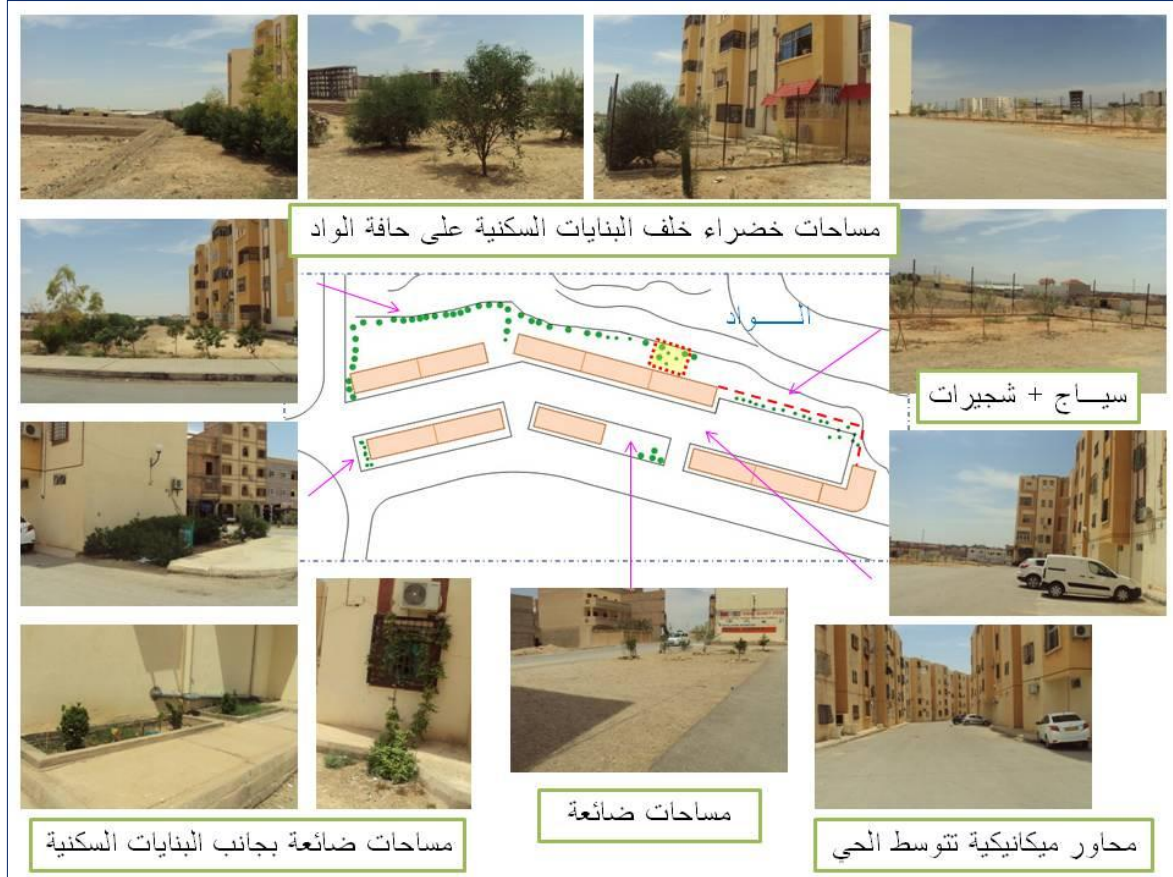 مساحات خضراء خلف البنايات السكنية على حافة الواد
الـــواد
سيـــاج + شجيرات
مساحات ضائعة
مساحات ضائعة بجانب البنايات السكنية
محاور ميكانيكية تتوسط الحي